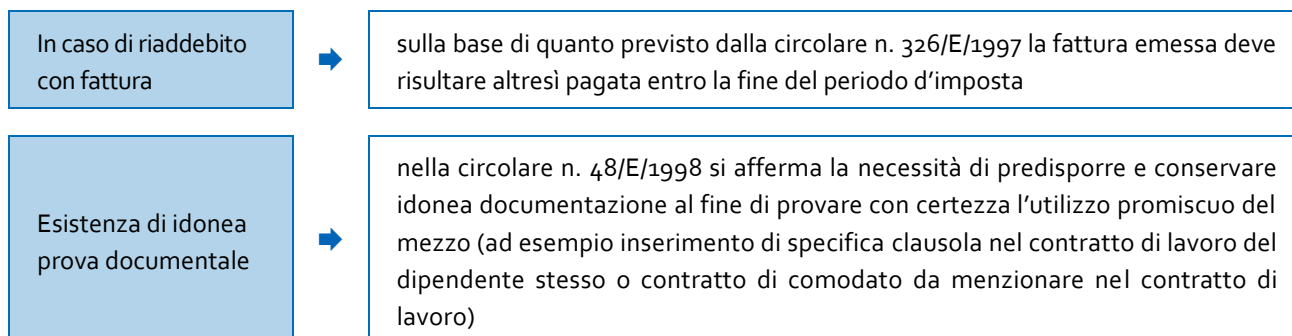 In caso di riaddebito
con fattura
sulla base di quanto previsto dalla circolare n. 326/E/1997 la fattura emessa deve
risultare altresì pagata entro la fine del periodo d’imposta
Esistenza di idonea
prova documentale
nella circolare n. 48/E/1998 si afferma la necessità di predisporre e conservare
idonea documentazione al fine di provare con certezza l’utilizzo promiscuo del
mezzo (ad esempio inserimento di specifica clausola nel contratto di lavoro del
dipendente stesso o contratto di comodato da menzionare nel contratto di
lavoro)